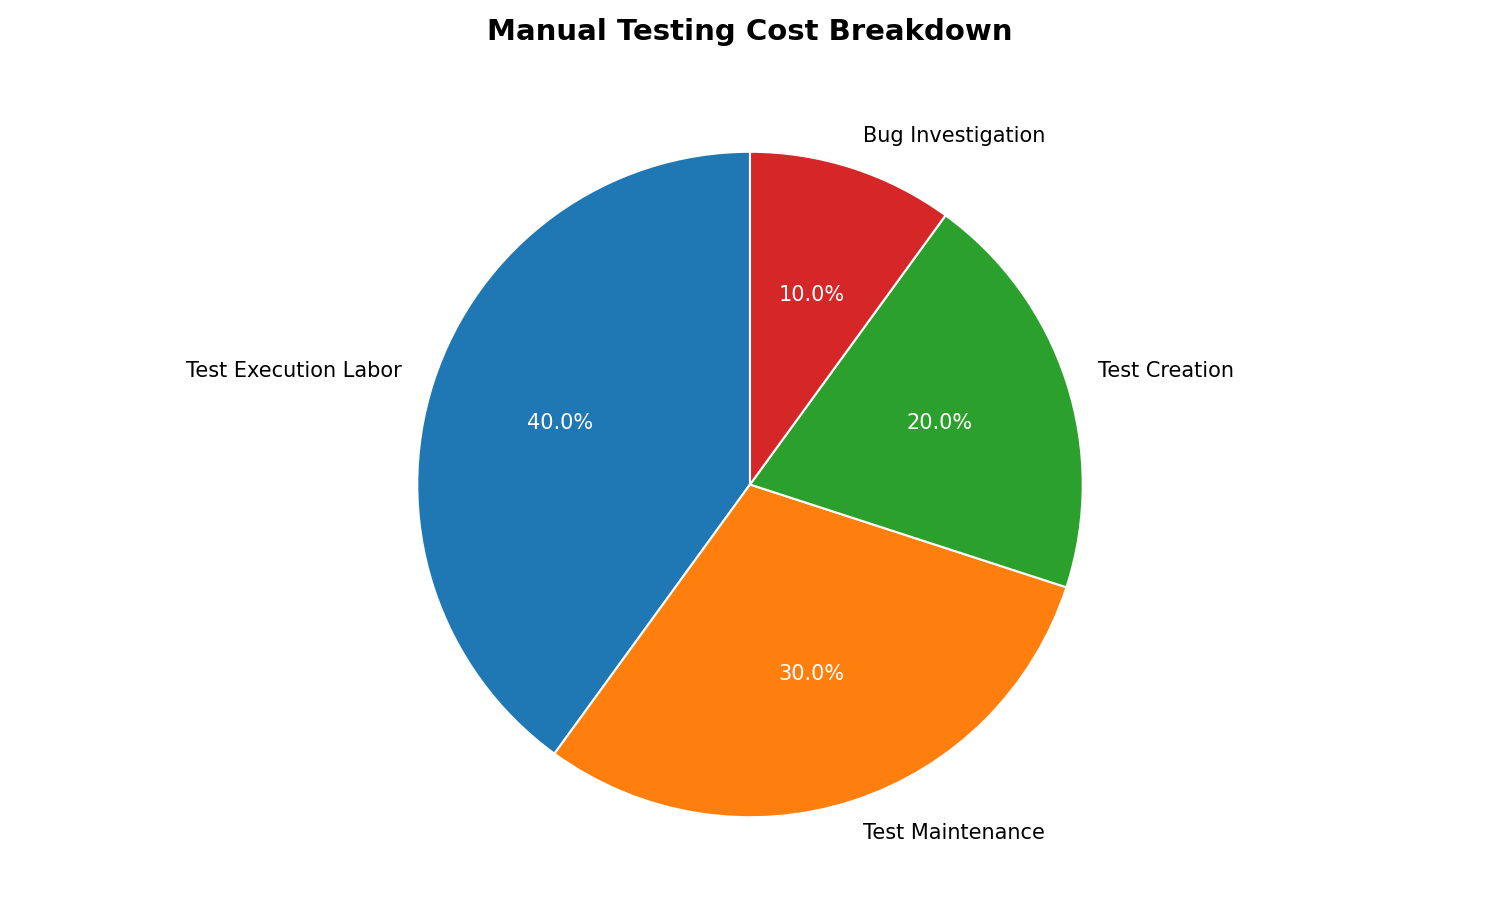 Manual Testing Cost Breakdown
Bug Investigation
10.0%
Test Execution Labor
Test Creation
40.0%
20.0%
30.0%
Test Maintenance